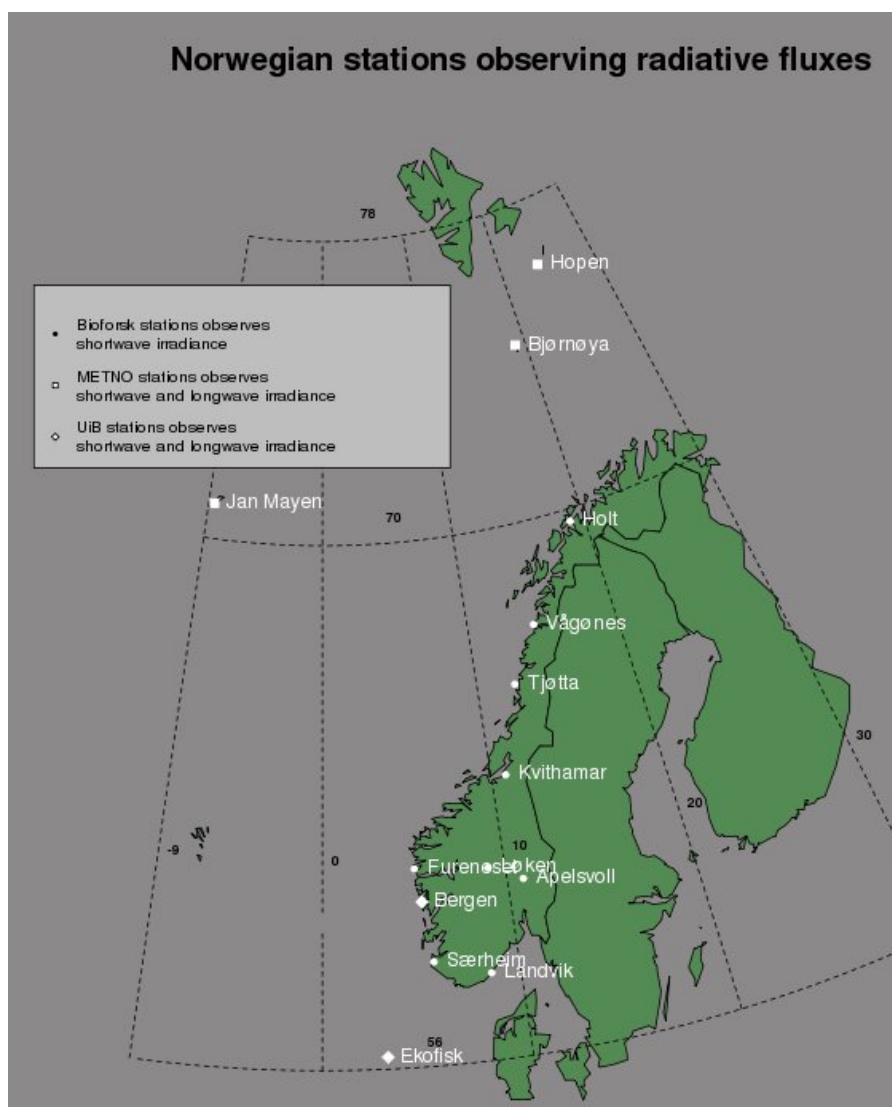 Norwegian stations observing radiative fluxes
78
Hopen
Bioforsk stations observes
shortwave irradiance
Bjørnøya
METNO stations observes
shortwave and longwave irradiance
UiB stations observes
shortwave and longwave irradiance
Jan Mayen
70
Holt
Vågønes
Tjøtta
30
Kvithamar
20
-9
0
10
Fureneset
Løken
Apelsvoll
Bergen
Særheim
Landvik
56
Ekofisk